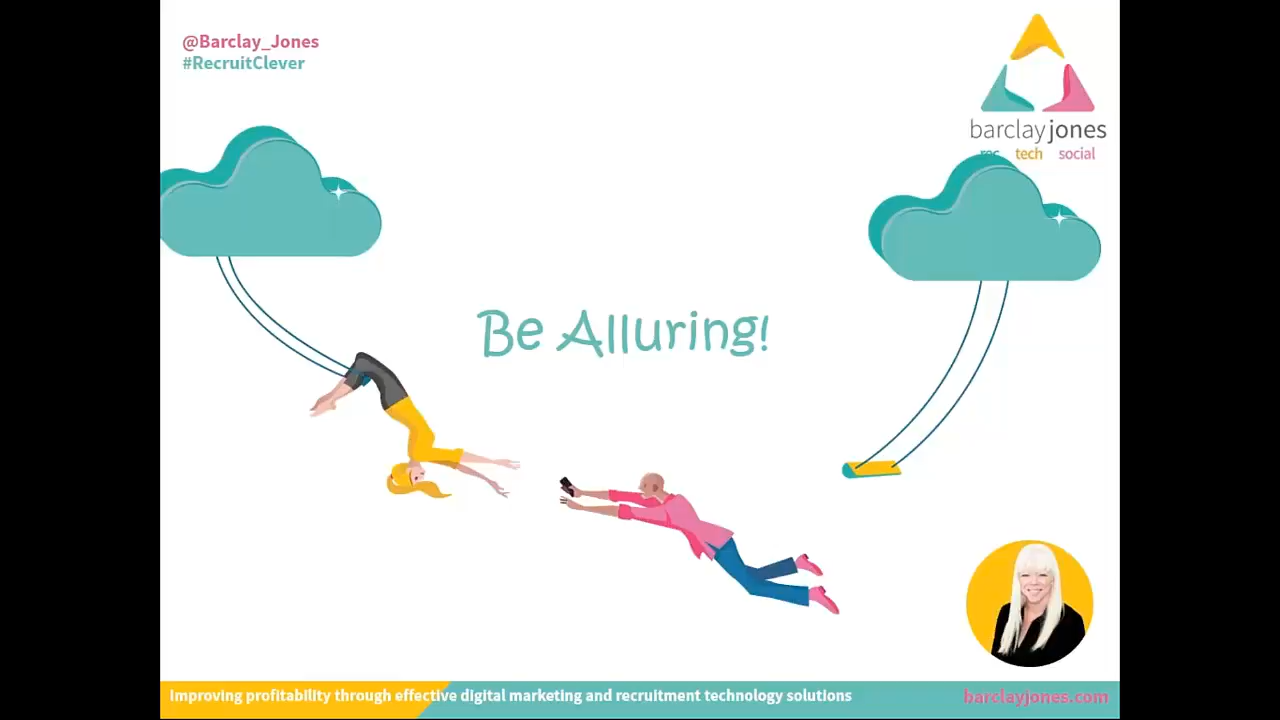 @Barclay_Jones
#RecruitClever
barclayjones
rec tech social
Be Alluring!
Improving profitability through effective digital marketing and recruitment technology solutions
barclayjones.com